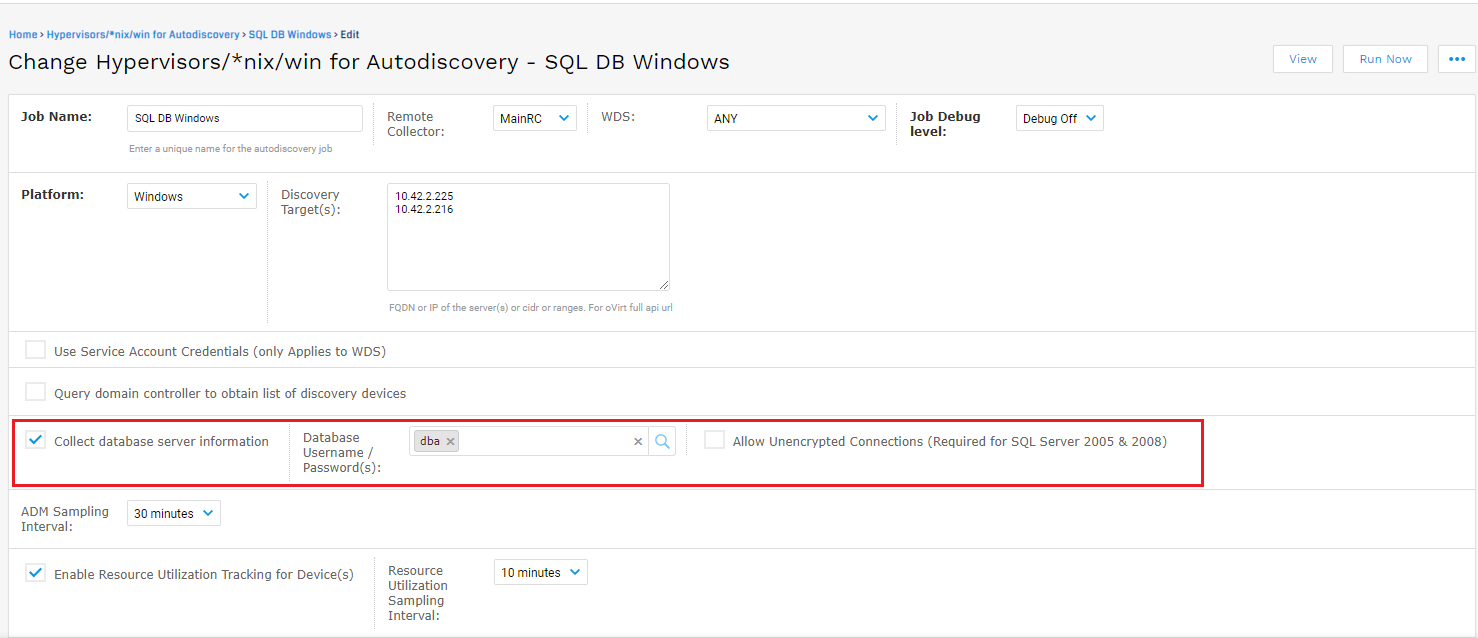 Home › Hypervisors/*nix/win for Autodiscovery › SQL DB Windows › Edit
Change Hypervisors/*nix/win for Autodiscovery - SQL DB Windows
View
Run Now
•••
Job Name:
SQL DB Windows
Enter a unique name for the autodiscovery job
Remote
Collector:
MainRC
WDS:
ANY
Job Debug
level:
Debug Off
Platform:
Windows
Discovery
Target(s):
10.42.2.225
10.42.2.216
FQDN or IP of the server(s) or cidr or ranges. For oVirt full api url
Use Service Account Credentials (only Applies to WDS)
Query domain controller to obtain list of discovery devices
Collect database server information
Database
Username /
Password(s):
dba ×
×
Allow Unencrypted Connections (Required for SQL Server 2005 & 2008)
ADM Sampling
Interval:
30 minutes
Enable Resource Utilization Tracking for Device(s)
Resource
Utilization
Sampling
Interval:
10 minutes